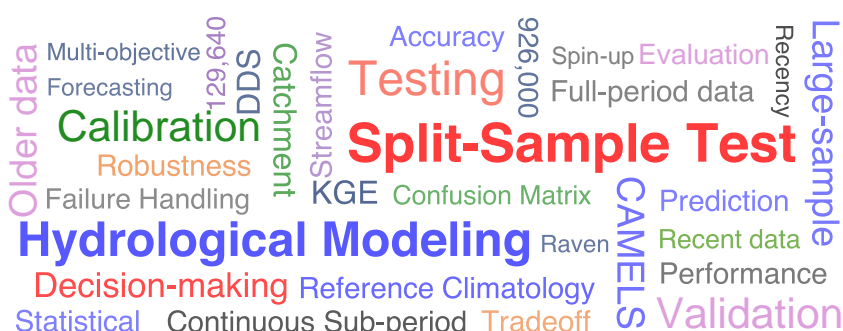 Older data
Multi-objective
129,640
DDS
Catchment
Streamflow
Accuracy
926,000
Spin-up
Evaluation
Recency
Large-sample
Forecasting
Testing
Full-period data
Calibration
Split-Sample Test
Robustness
Failure Handling
KGE
Confusion Matrix
CAMELS
Prediction
Hydrological Modeling
Raven
Recent data
Decision-making
Reference Climatology
Performance
Statistical
Continuous Sub-period
Tradeoff
Validation